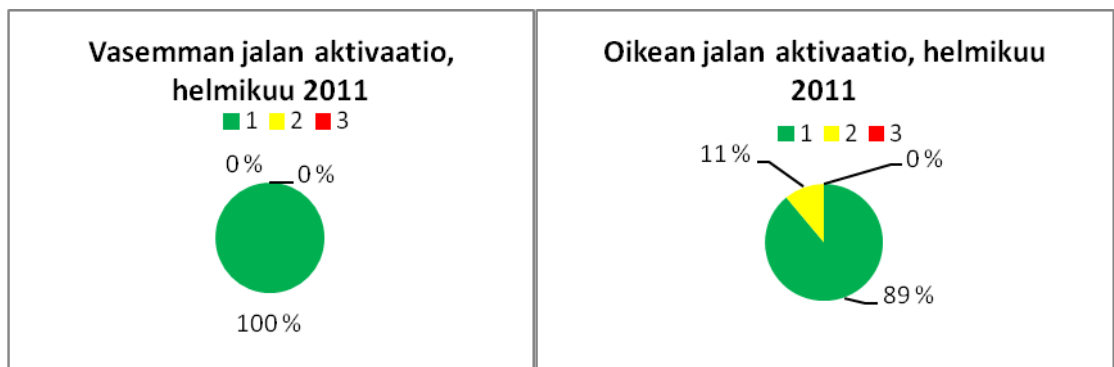 Vasemman jalan aktivaatio,
helmikuu 2011
1 2 3
0 % 0 %
100 %
Oikean jalan aktivaatio, helmikuu
2011
1 2 3
11 % 0 %
89 %